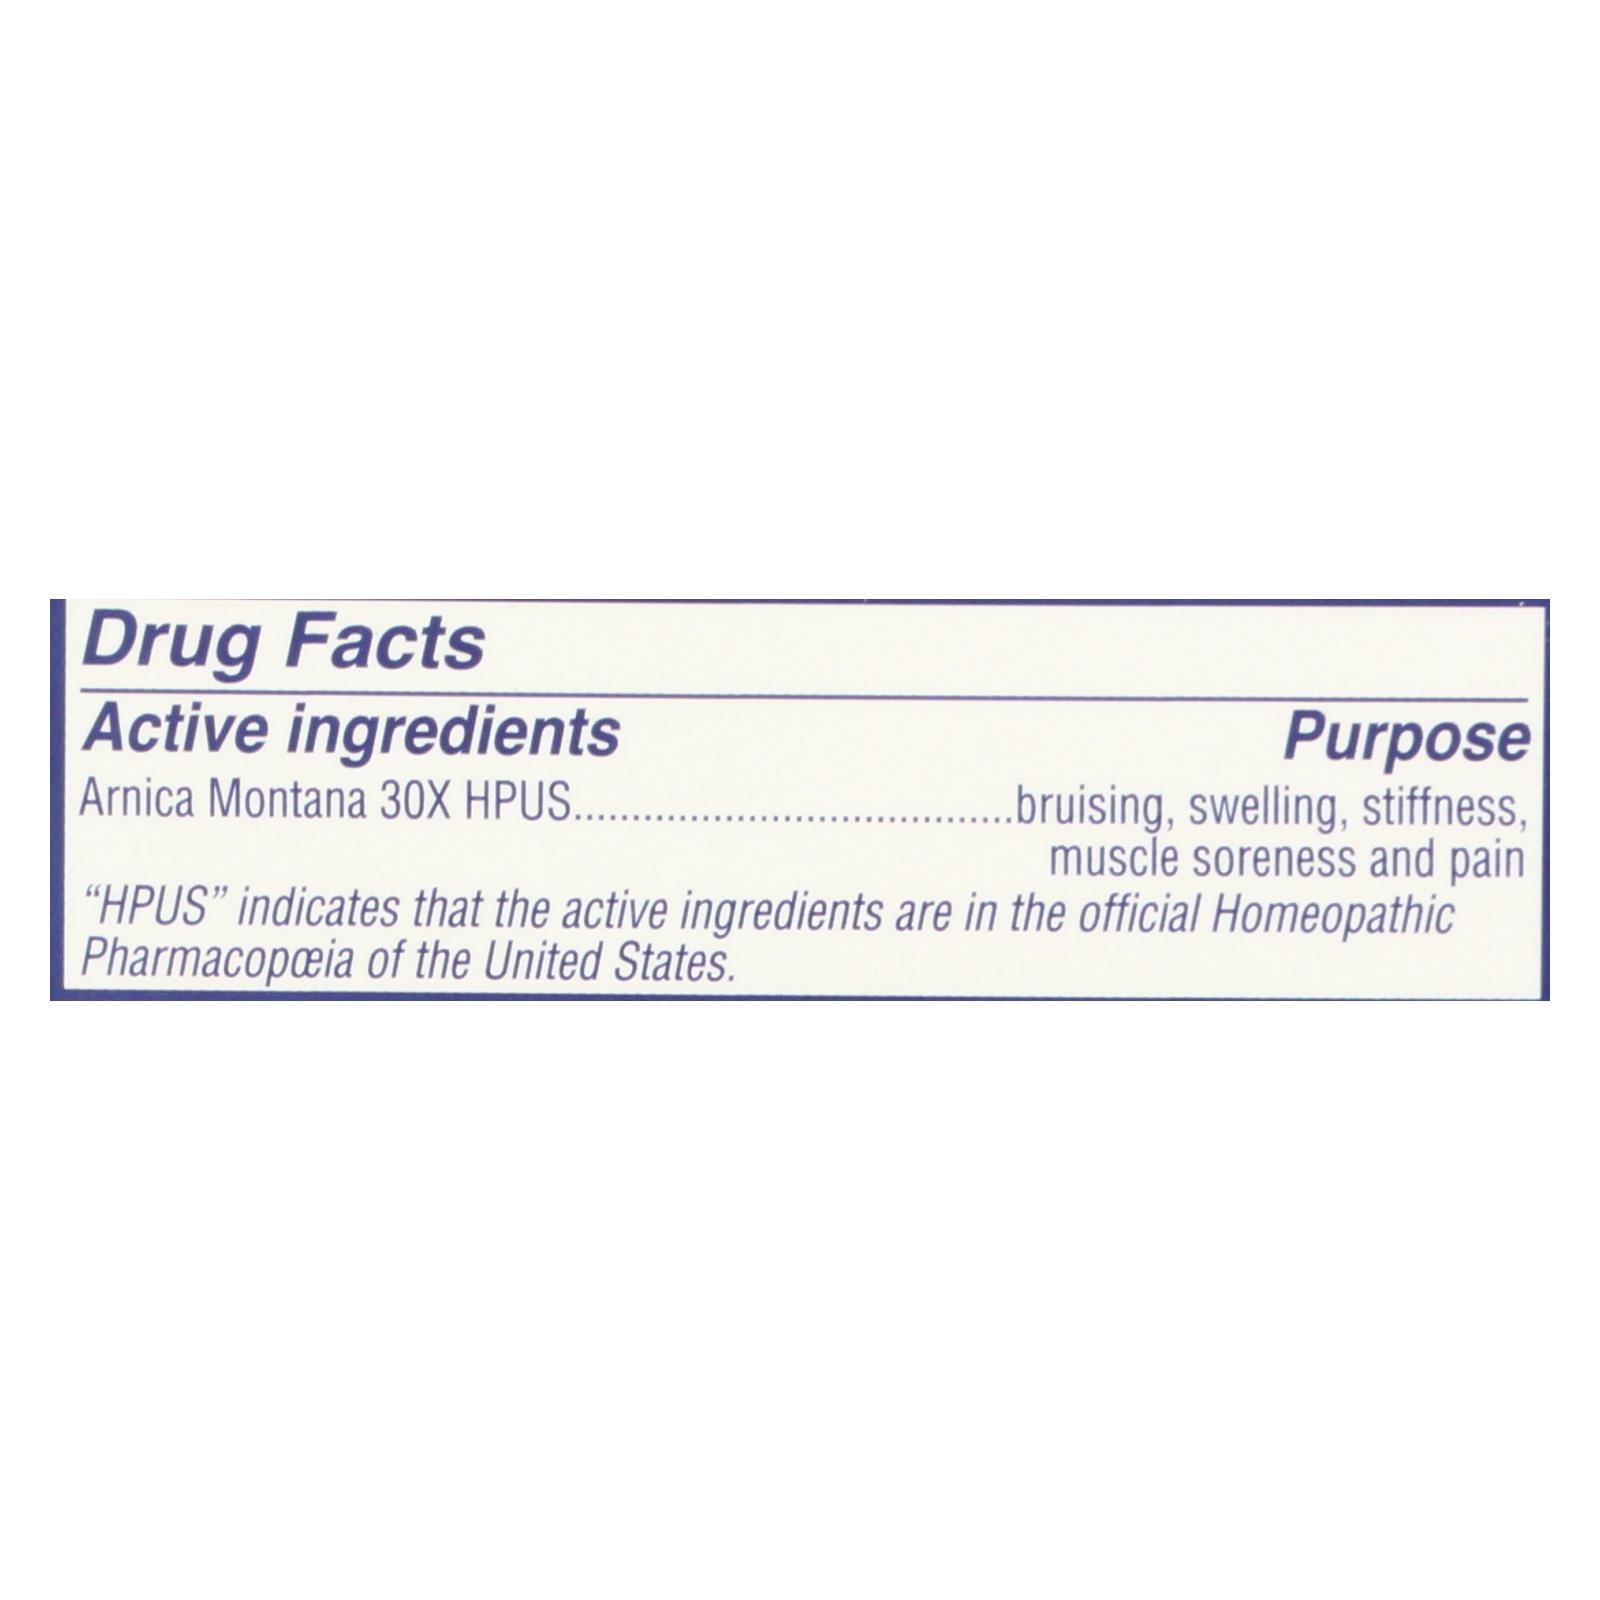 Drug Facts
Active ingredients Purpose
Arnica Montana 30X HPUS......................................bruising, swelling, stiffness,
muscle soreness and pain
“HPUS” indicates that the active ingredients are in the official Homeopathic
Pharmacopœia of the United States.